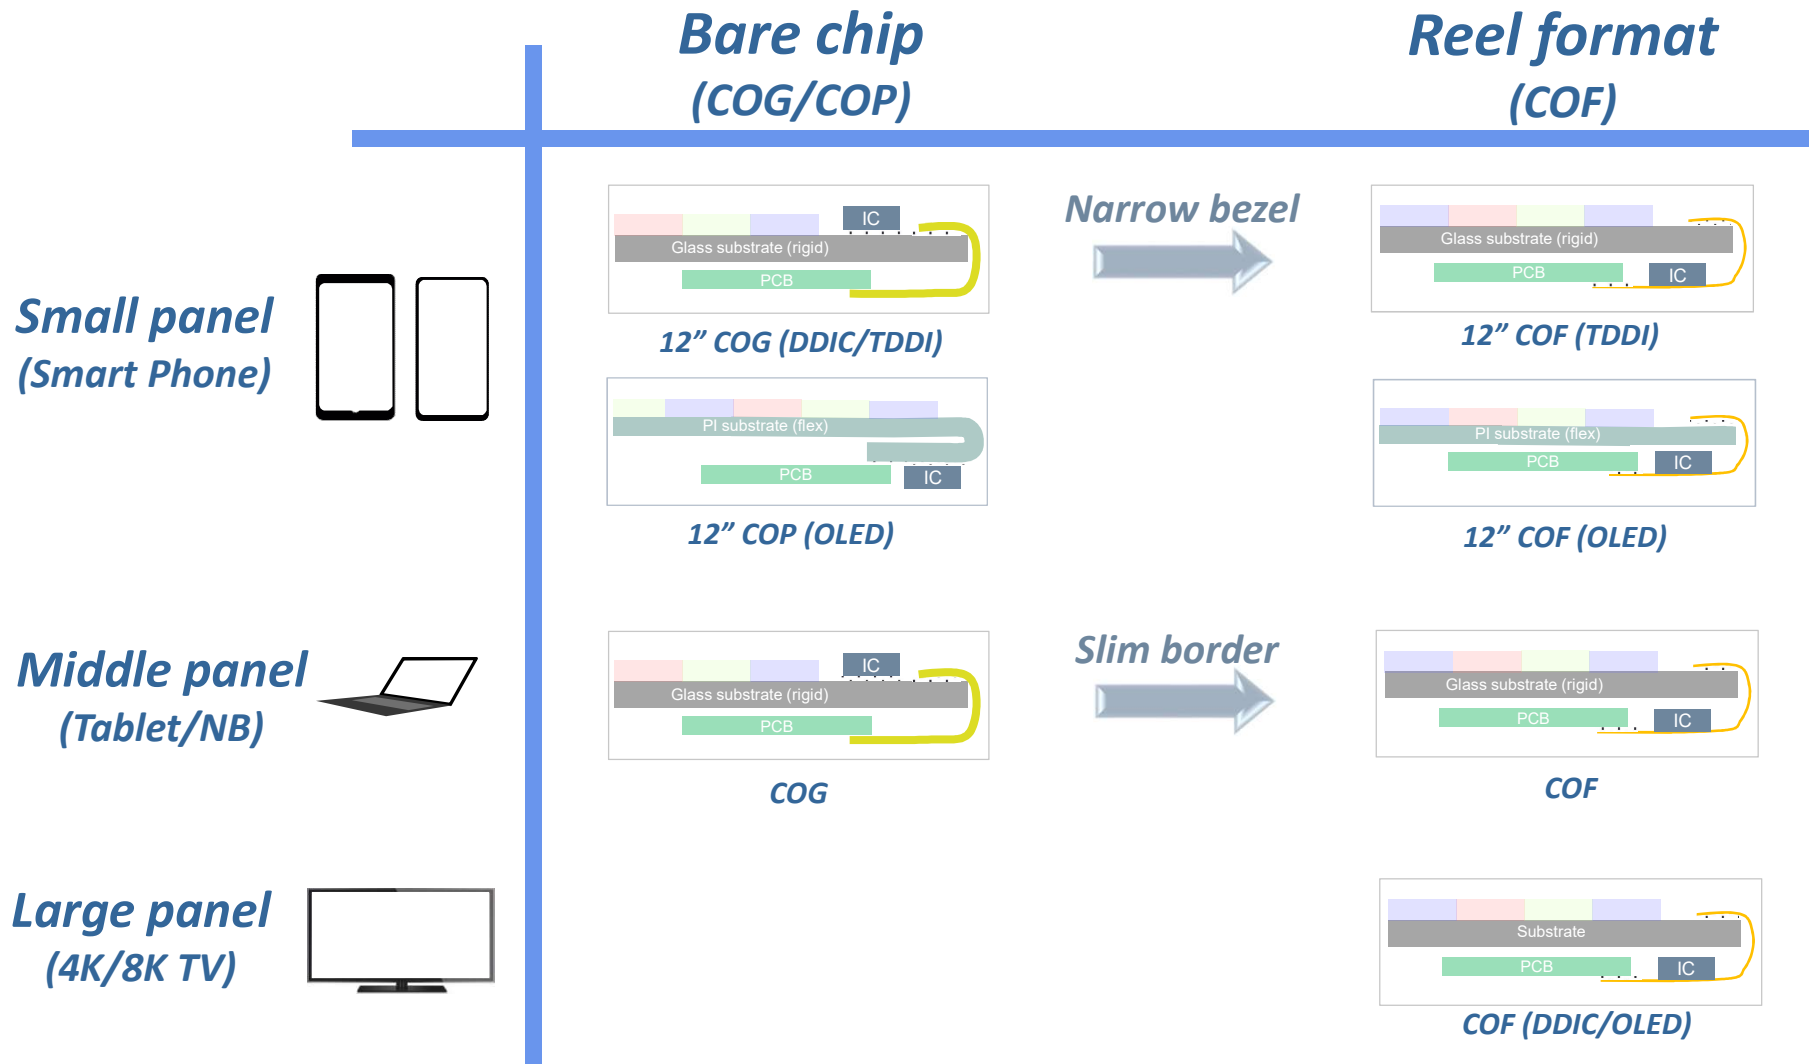 Bare chip
(COG/COP)
Reel format
(COF)
Small panel
(Smart Phone)
IC
Glass substrate (rigid)
PCB
12” COG (DDIC/TDDI)
Narrow bezel
Glass substrate (rigid)
PCB
IC
12” COF (TDDI)
PI substrate (flex)
PCB
IC
12” COP (OLED)
PI substrate (flex)
PCB
IC
12” COF (OLED)
Middle panel
(Tablet/NB)
IC
Glass substrate (rigid)
PCB
COG
Slim border
Glass substrate (rigid)
PCB
IC
COF
Large panel
(4K/8K TV)
Substrate
PCB
IC
COF (DDIC/OLED)